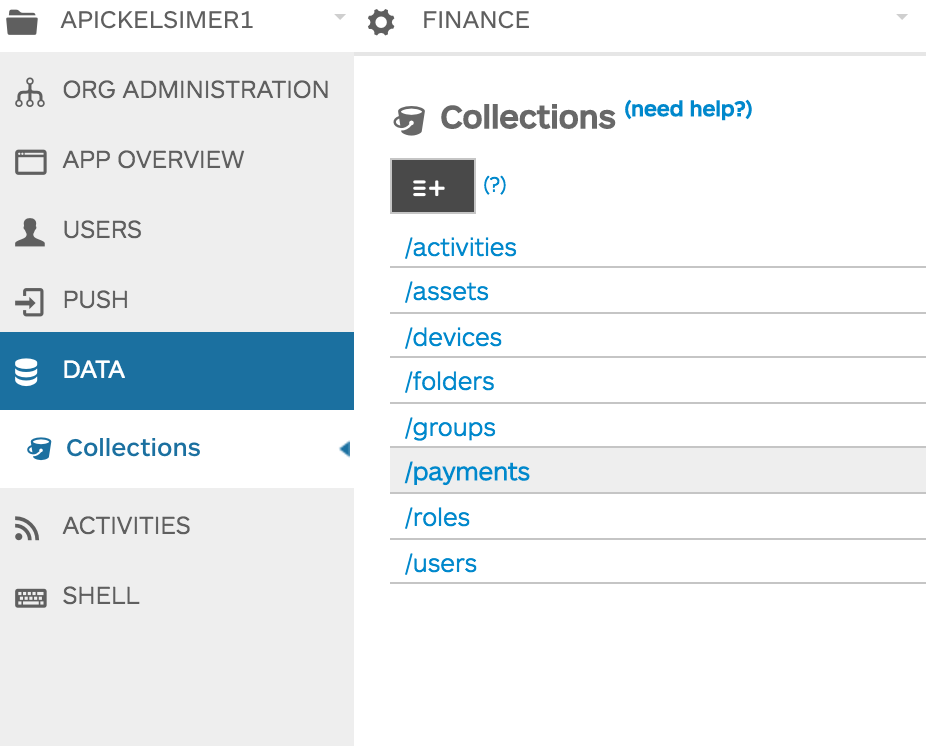 APICKELSIMER1
FINANCE
ORG ADMINISTRATION
APP OVERVIEW
USERS
PUSH
DATA
Collections
ACTIVITIES
SHELL
Collections (need help?)
(?)
/activities
/assets
/devices
/folders
/groups
/payments
/roles
/users